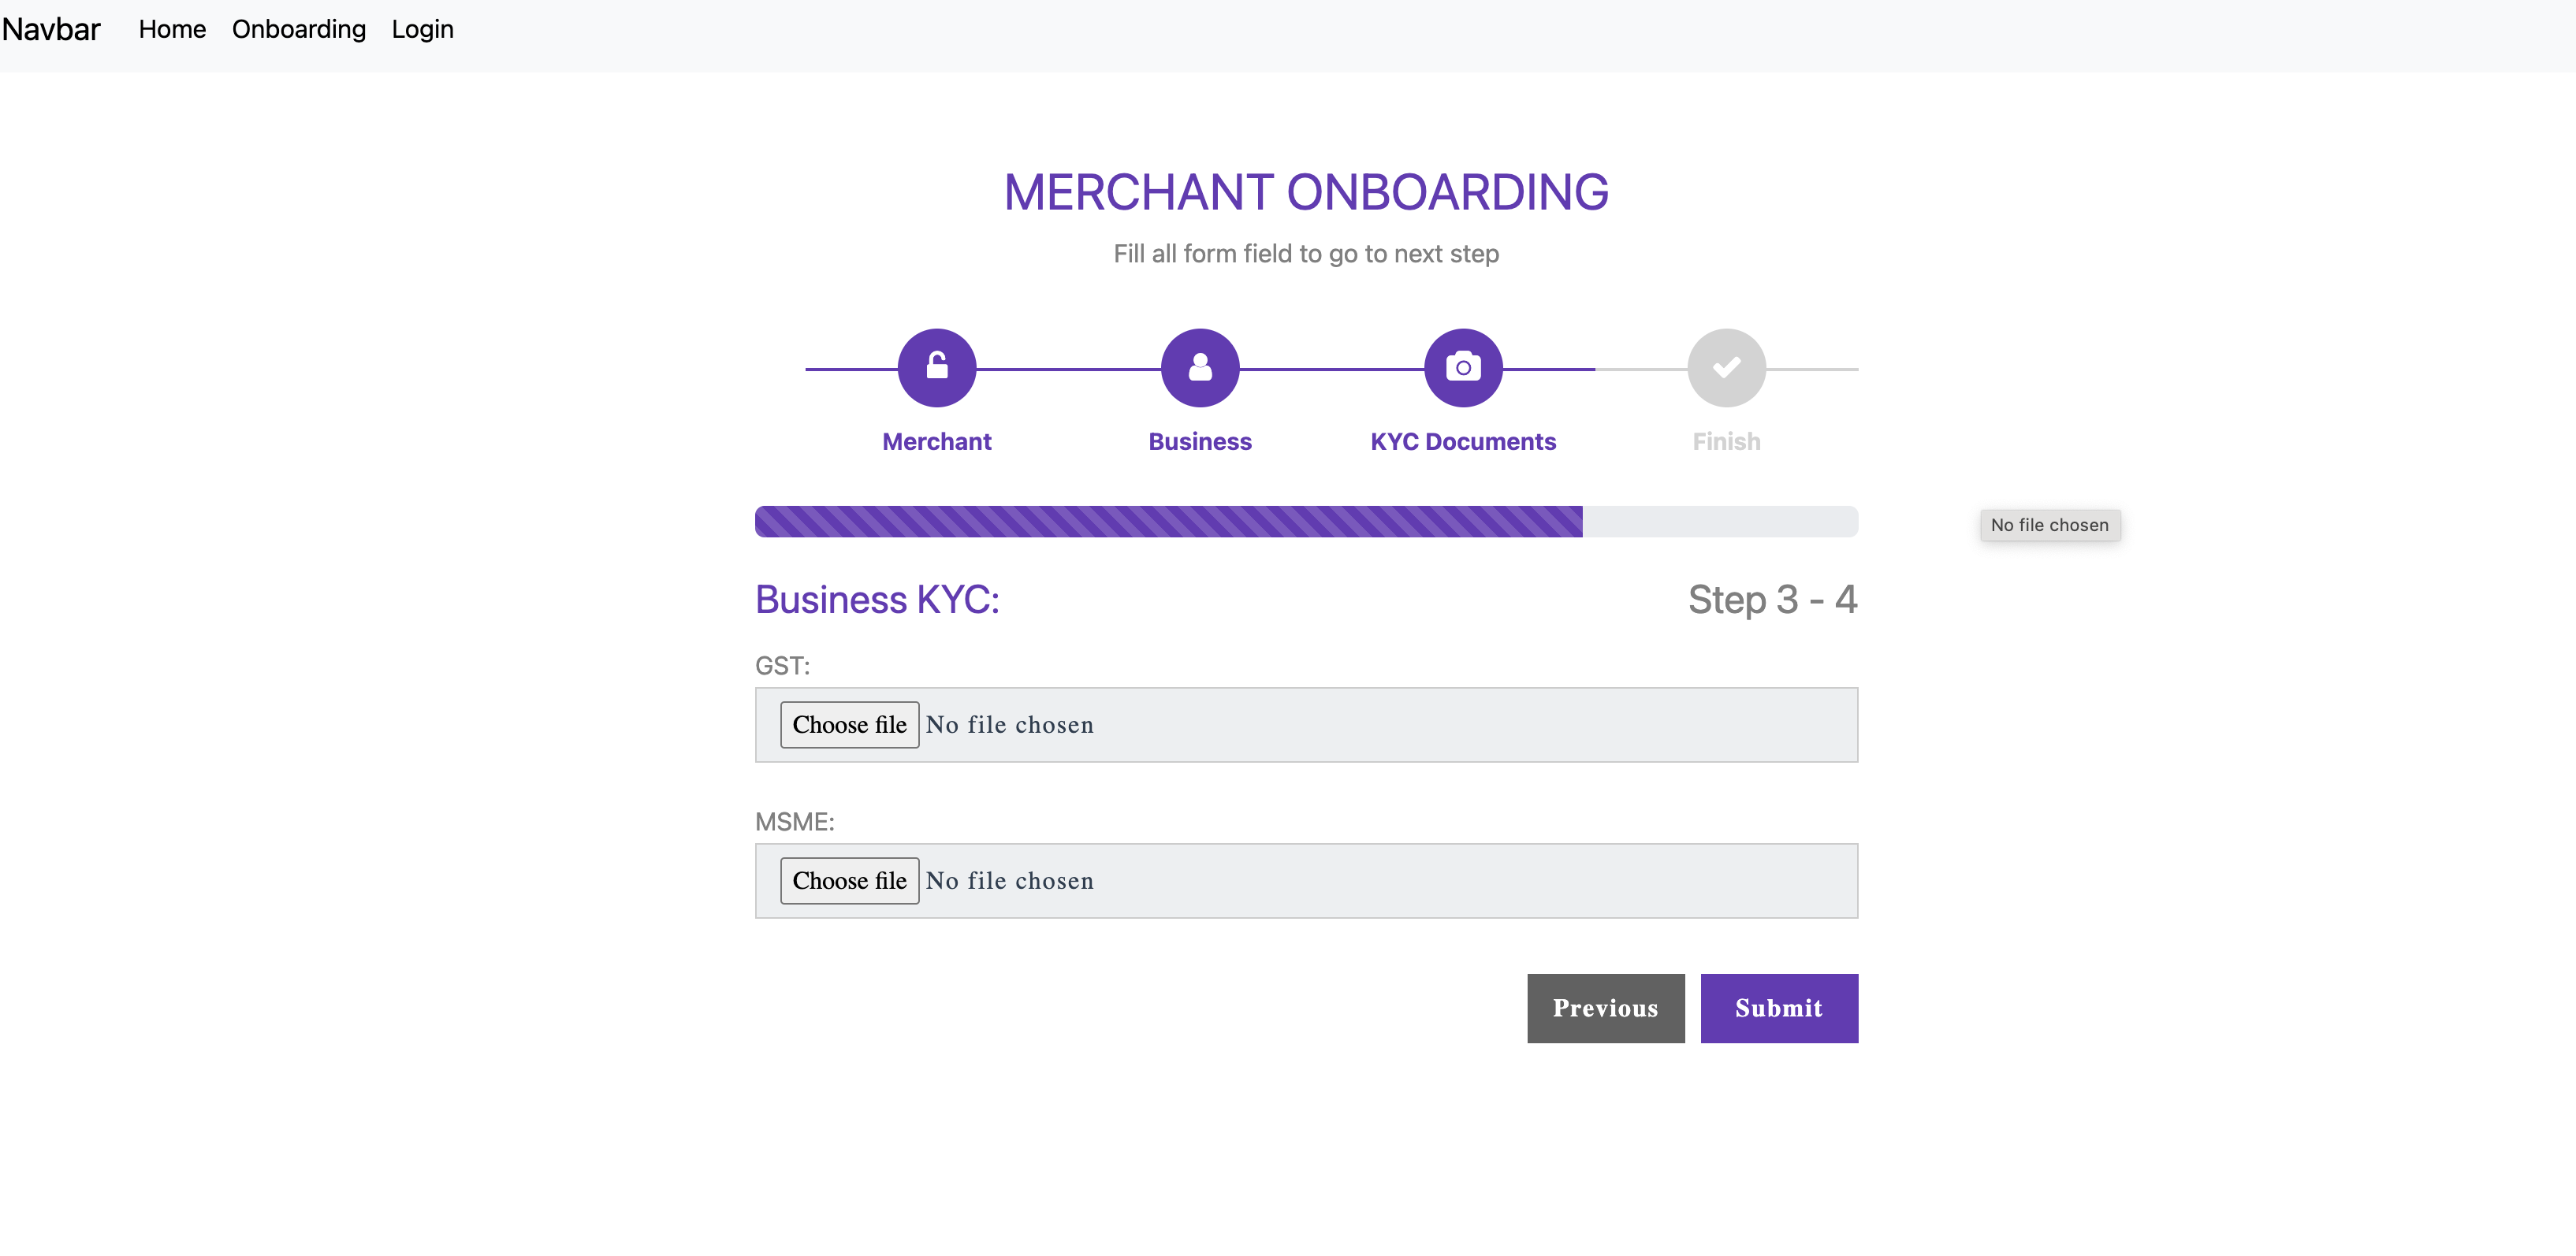 Navbar Home Onboarding Login
MERCHANT ONBOARDING
Fill all form field to go to next step
Merchant Business KYC Documents Finish
No file chosen
Business KYC: Step 3 - 4
GST:
Choose file No file chosen
MSME:
Choose file No file chosen
Previous Submit